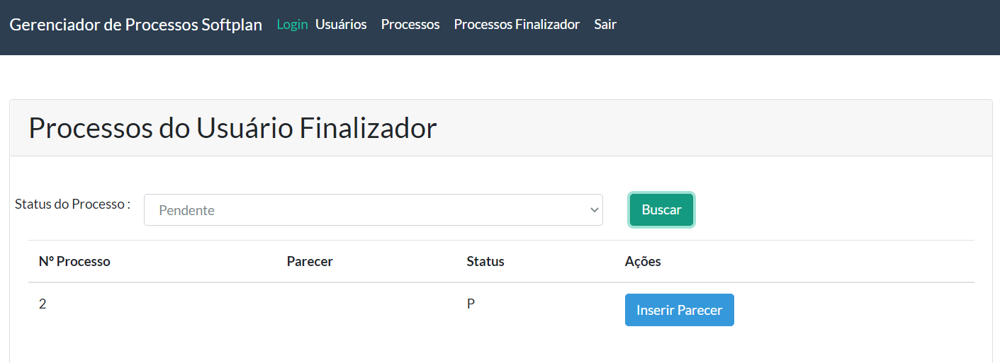 Gerenciador de Processos Softplan Login Usuários Processos Processos Finalizador Sair
Processos do Usuário Finalizador
Status do Processo : Pendente Buscar
Nº Processo Parecer Status Ações
2 P Inserir Parecer